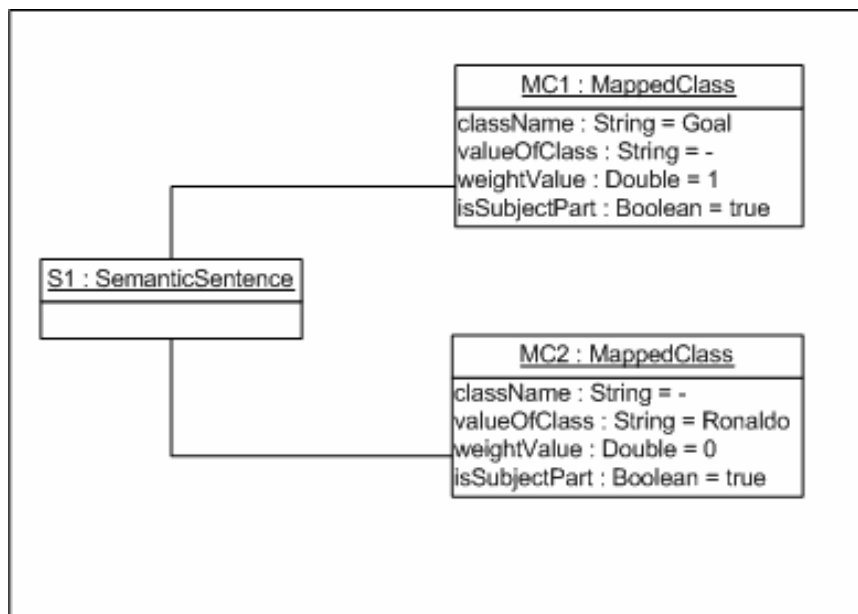 MC1 : MappedClass
className : String = Goal
valueOfClass : String = -
weightValue : Double = 1
isSubjectPart : Boolean = true
S1 : SemanticSentence
MC2 : MappedClass
className : String = -
valueOfClass : String = Ronaldo
weightValue : Double = 0
isSubjectPart : Boolean = true